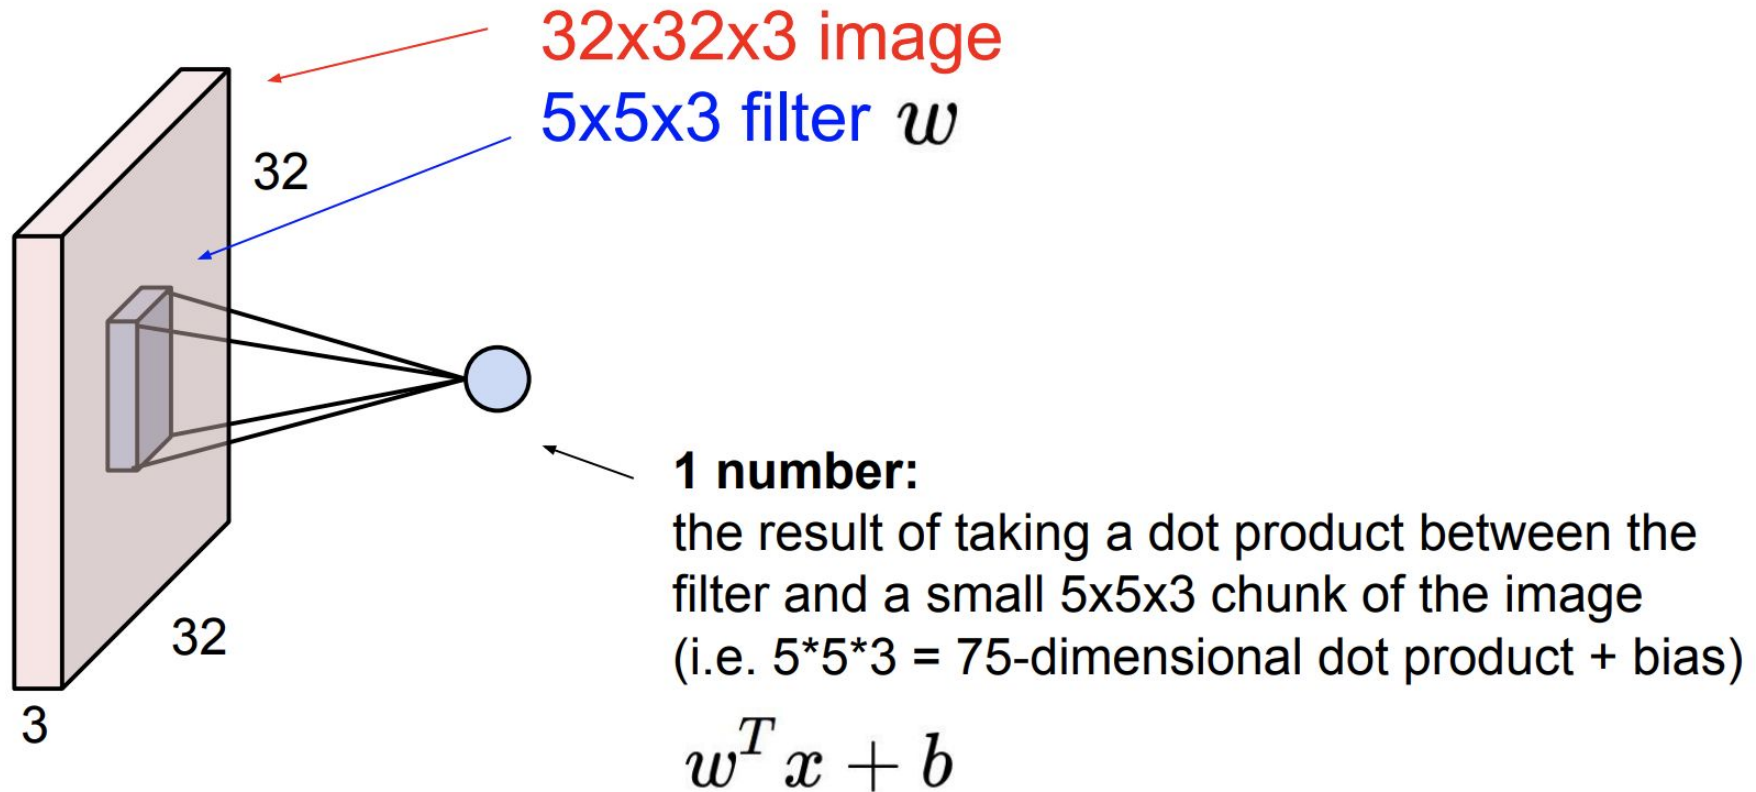 32x32x3 image
5x5x3 filter w
32
32
3
1 number:
the result of taking a dot product between the
filter and a small 5x5x3 chunk of the image
(i.e. 5*5*3 = 75-dimensional dot product + bias)
w^T x + b